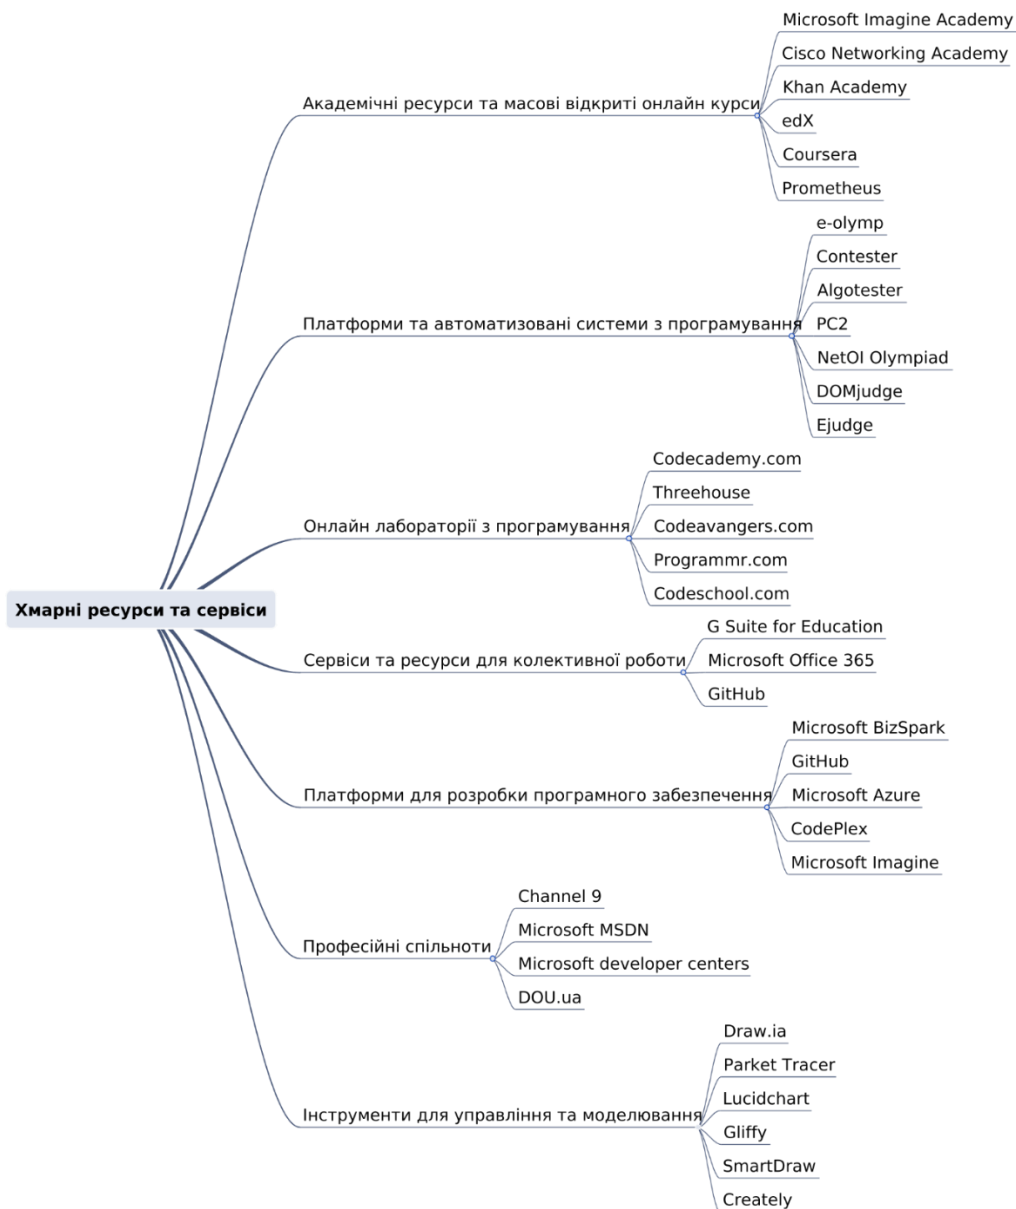 Хмарні ресурси та сервіси
Академічні ресурси та масові відкриті онлайн курси
Microsoft Imagine Academy
Cisco Networking Academy
Khan Academy
edX
Coursera
Prometheus
Платформи та автоматизовані системи з програмування
e-olymp
Contester
Algotester
PC2
NetOI Olympiad
DOMjudge
Ejudge
Онлайн лабораторії з програмування
Codecademy.com
Threehouse
Codeavangers.com
Programmr.com
Codeschool.com
Сервіси та ресурси для колективної роботи
G Suite for Education
Microsoft Office 365
GitHub
Платформи для розробки програмного забезпечення
Microsoft BizSpark
GitHub
Microsoft Azure
CodePlex
Microsoft Imagine
Професійні спільноти
Channel 9
Microsoft MSDN
Microsoft developer centers
DOU.ua
Інструменти для управління та моделювання
Draw.ia
Parket Tracer
Lucidchart
Gliffy
SmartDraw
Creately